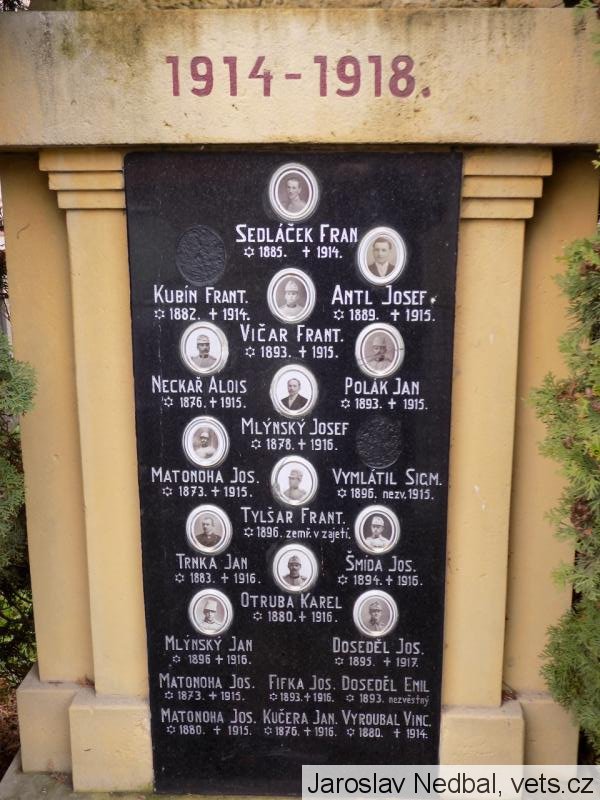 1914-1918.
SEDLÁČEK FRAN
✡ 1885. ✝ 1914.
KUBÍN FRANT.
✡ 1882. ✝ 1914.
ANTL JOSEF
✡ 1889. ✝ 1915.
VIČAR FRANT.
✡ 1893. ✝ 1915.
NECKAŘ ALOIS
✡ 1876. ✝ 1915.
POLÁK JAN
✡ 1893. ✝ 1915.
MLÝNSKÝ JOSEF
✡ 1878. ✝ 1916.
MATONOHA JOS.
✡ 1873. ✝ 1915.
VYMLÁTIL SIGM.
✡ 1896. nezv. 1915.
TYLŠAR FRANT.
✡ 1896. zemř. v zajetí.
TRNKA JAN
✡ 1883. ✝ 1916.
ŠMÍDA JOS.
✡ 1894. ✝ 1916.
OTRUBA KAREL
✡ 1880. ✝ 1916.
MLÝNSKÝ JAN
✡ 1896 ✝ 1916.
DOSEDĚL JOS.
✡ 1895. ✝ 1917.
MATONOHA JOS. FIFKA JOS. DOSEDĚL EMIL
✡ 1873. ✝ 1915. ✡ 1893. ✝ 1916. ✡ 1893. nezvěstný
MATONOHA JOS. KUČERA JAN. VYROUBAL VINC.
✡ 1880. ✝ 1915. ✡ 1876. ✝ 1916. ✡ 1880. ✝ 1914.
Jaroslav Nedbal, vets.cz